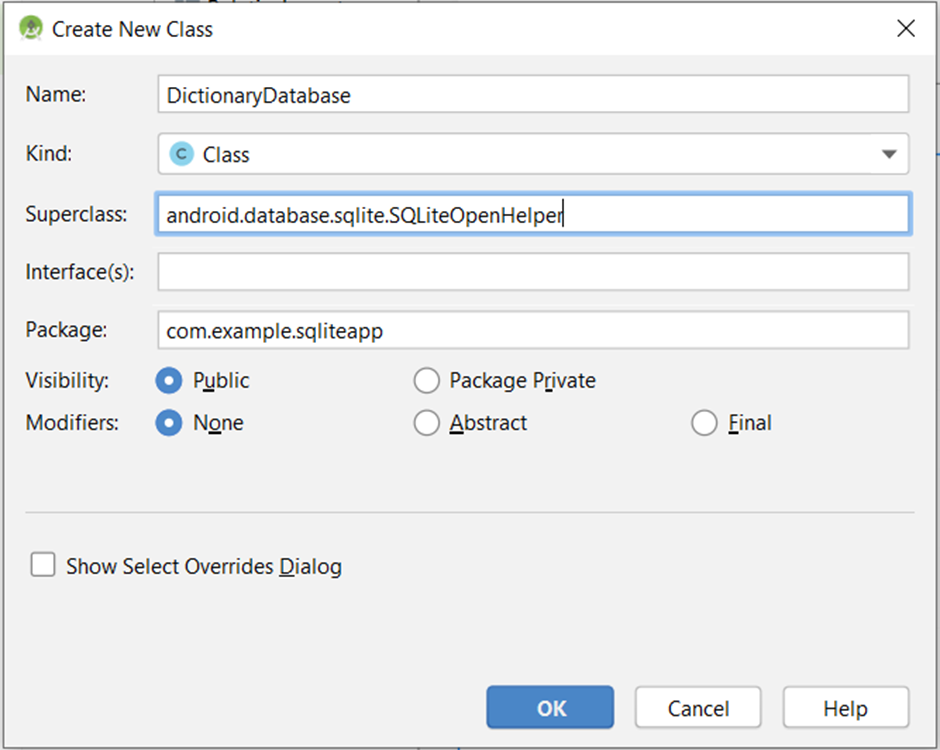 Create New Class
Name: DictionaryDatabase
Kind: C Class
Superclass: android.database.sqlite.SQLiteOpenHelper
Interface(s):
Package: com.example.sqliteapp
Visibility: Public Package Private
Modifiers: None Abstract Final
Show Select Overrides Dialog
OK Cancel Help